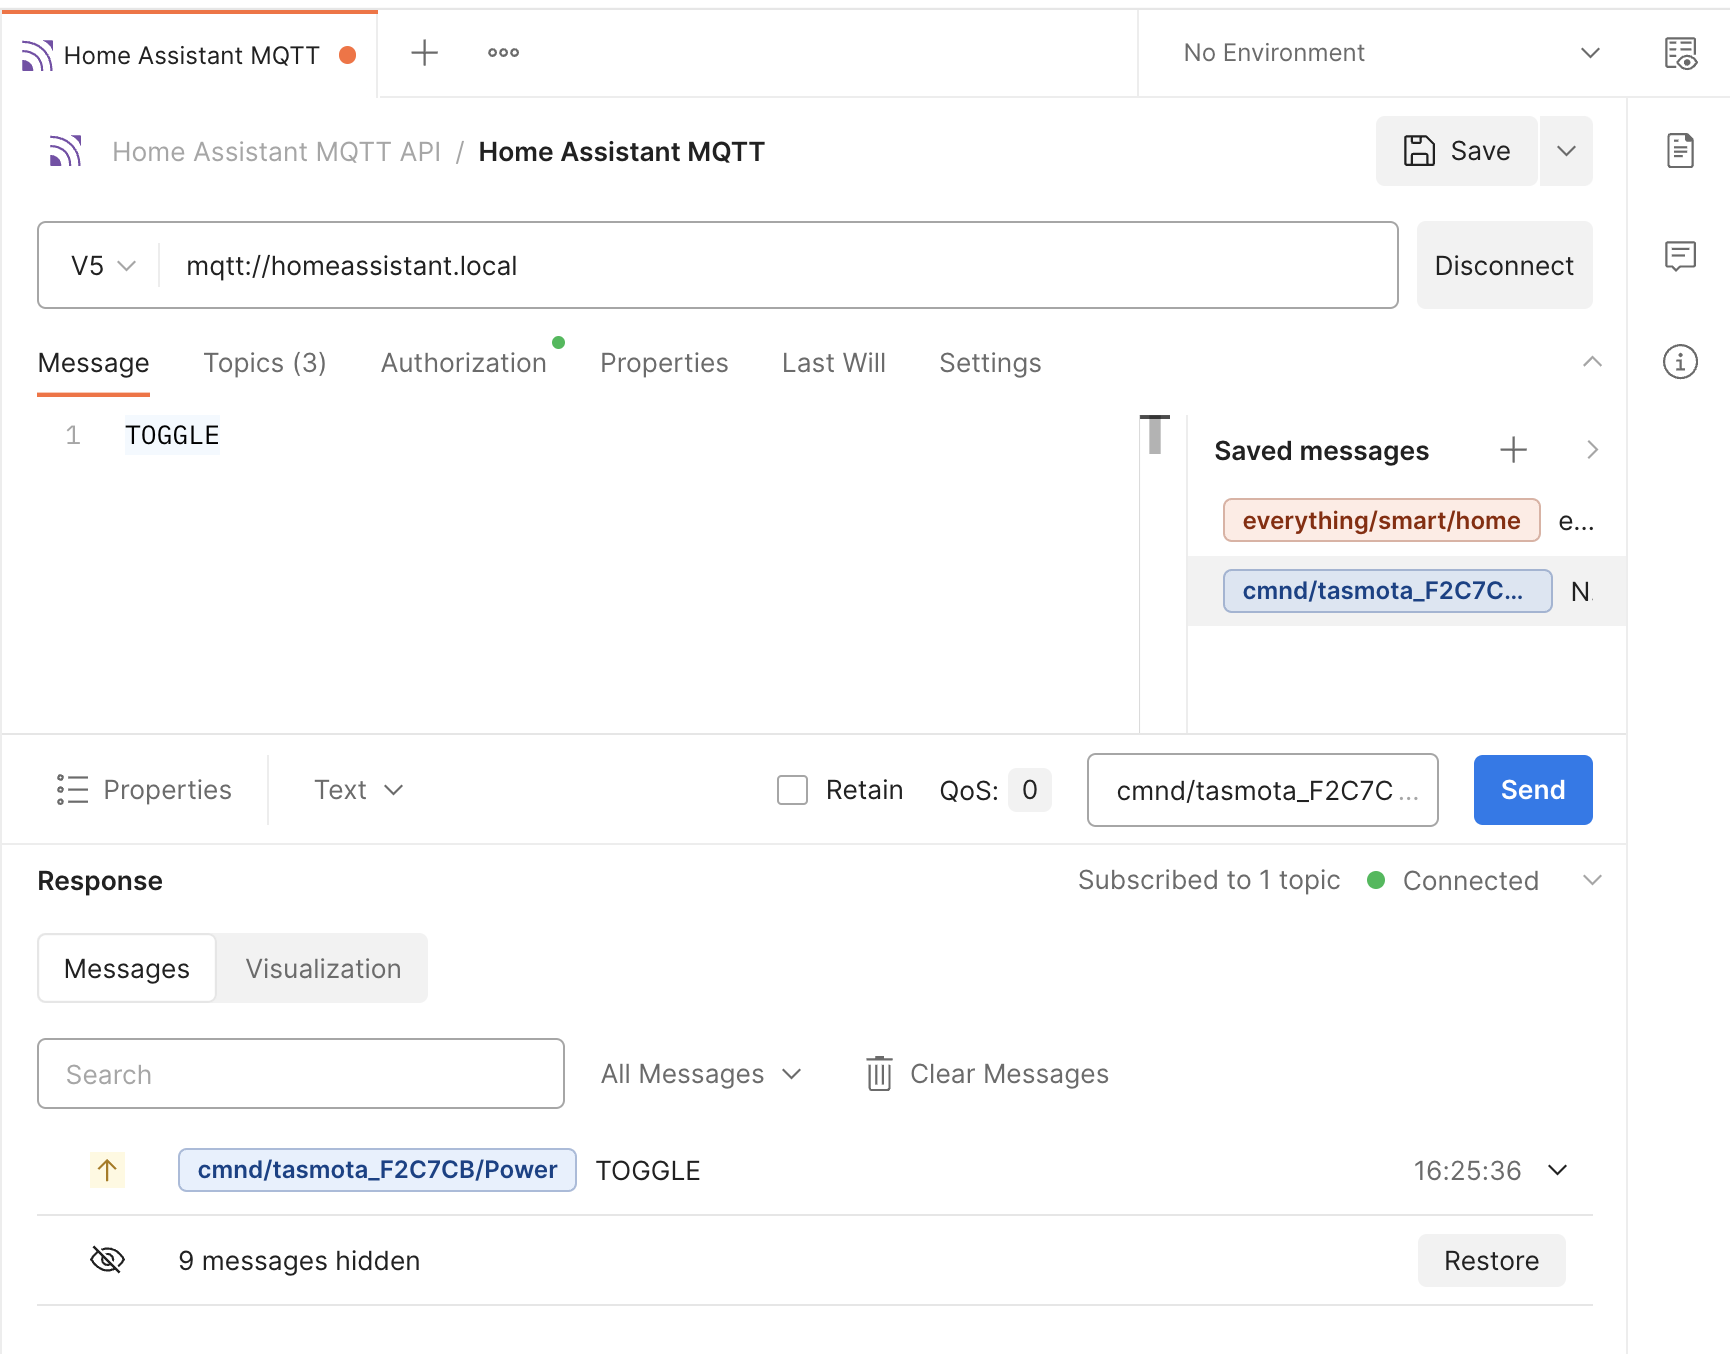 Home Assistant MQTT
No Environment
Home Assistant MQTT API / Home Assistant MQTT
Save
V5 mqtt://homeassistant.local
Disconnect
Message Topics (3) Authorization Properties Last Will Settings
1 TOGGLE
Saved messages
everything/smart/home e...
cmnd/tasmota_F2C7C... N.
Properties Text Retain QoS: 0 cmnd/tasmota_F2C7C ... Send
Response Subscribed to 1 topic Connected
Messages Visualization
Search All Messages Clear Messages
cmnd/tasmota_F2C7CB/Power TOGGLE 16:25:36
9 messages hidden Restore